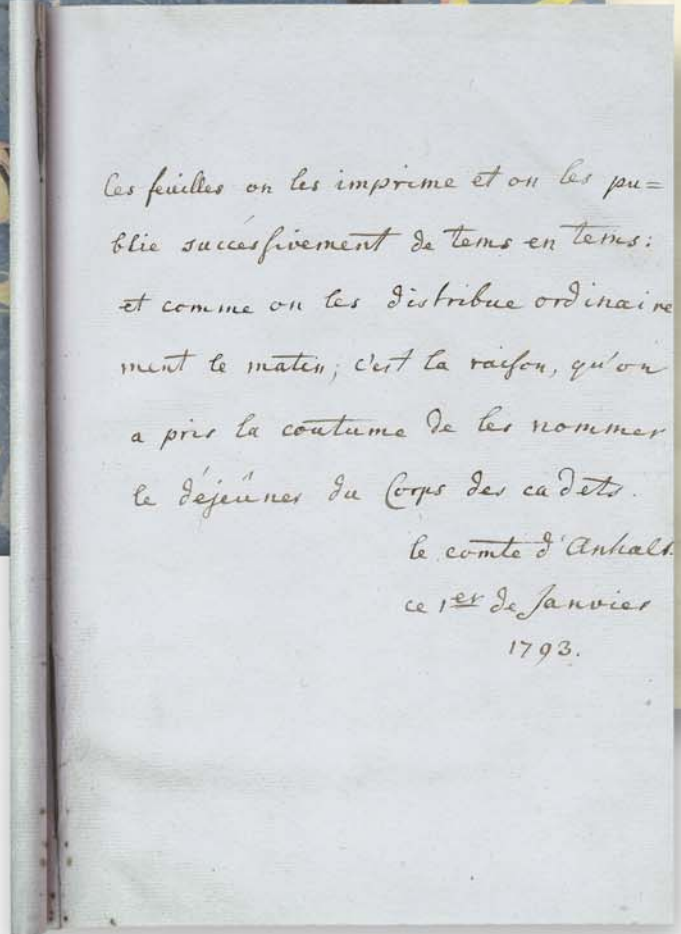 Ces feuilles on les imprime et on les pu=
blie successivement de tems en tems:
et comme on les distribue ordinaire
ment le matin; c'est la raison, qu'on
a pris la coutume de les nommer
le déjeûner du Corps des cadets.
le comte d'Anhalt.
ce 1er de Janvier
1793.